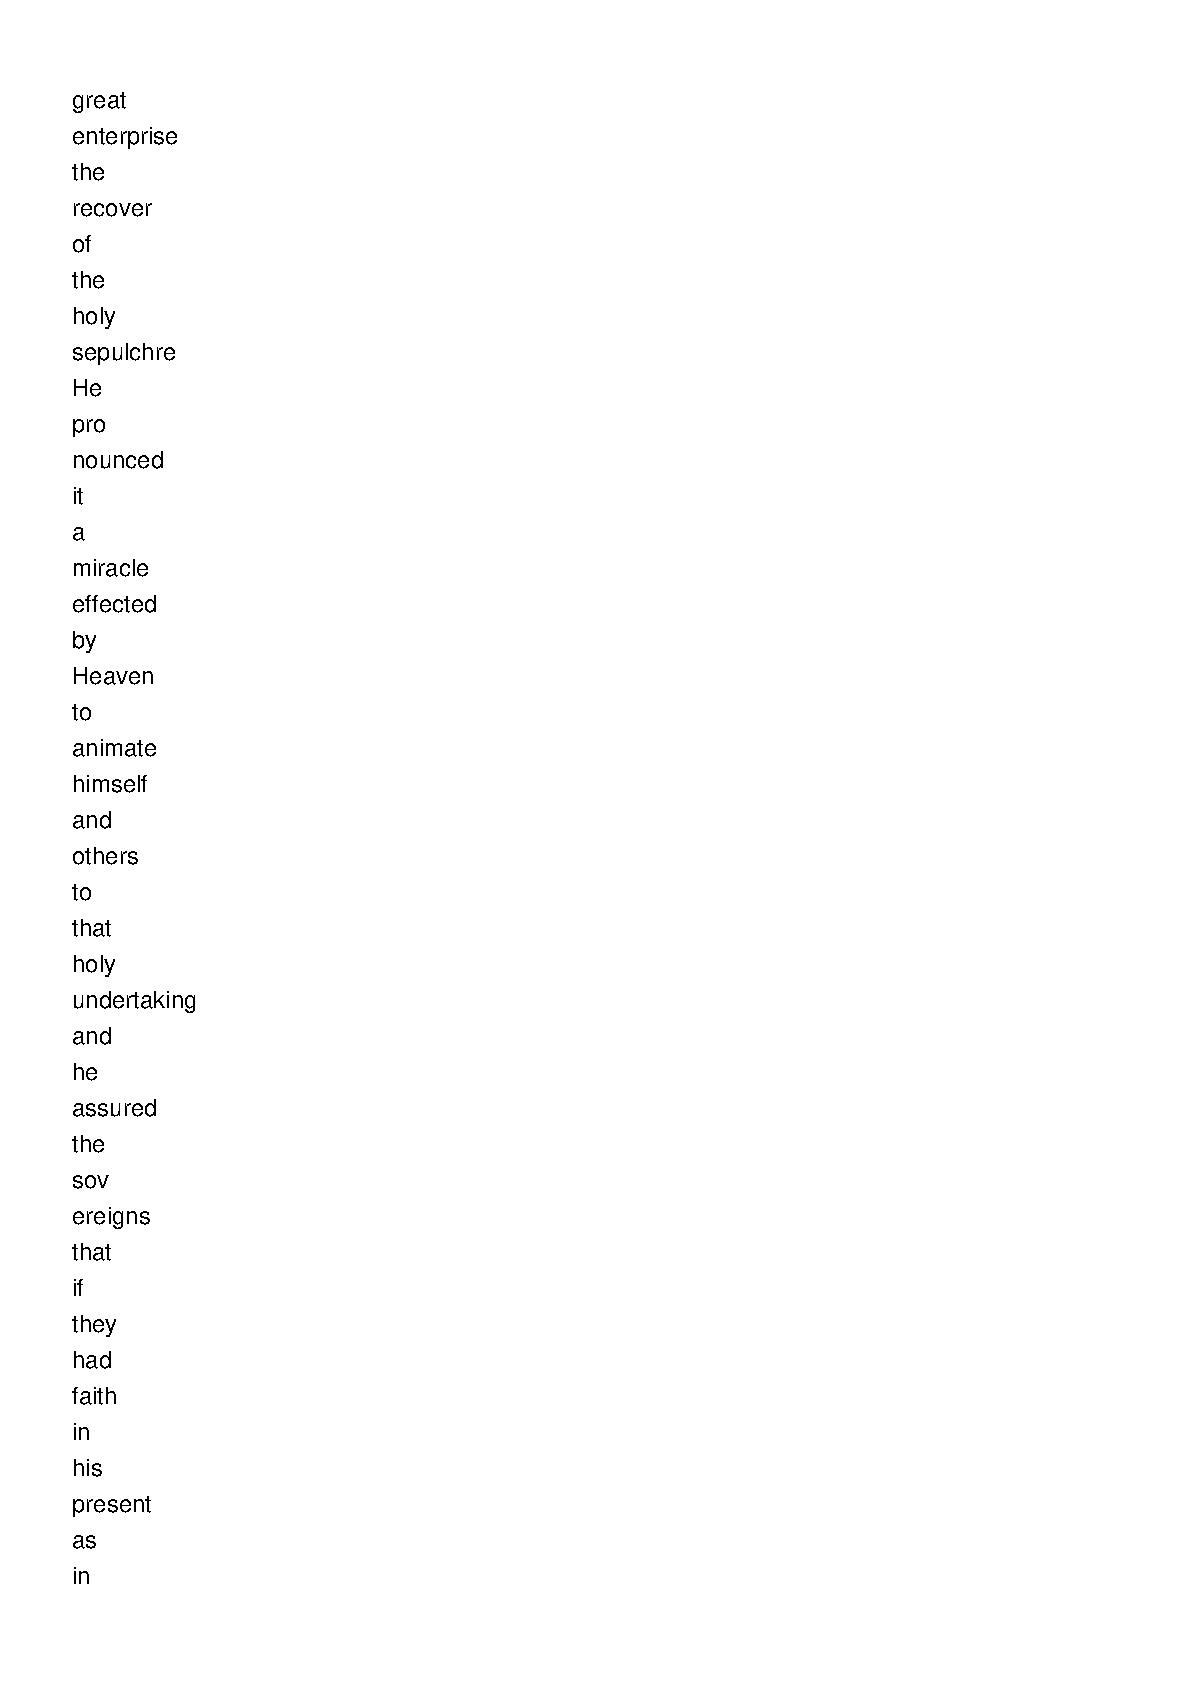 great
enterprise
the
recover
of
the
holy
sepulchre
He
pro
nounced
it
a
miracle
effected
by
Heaven
to
animate
himself
and
others
to
that
holy
undertaking
and
he
assured
the
sov
ereigns
that
if
they
had
faith
in
his
present
as
in